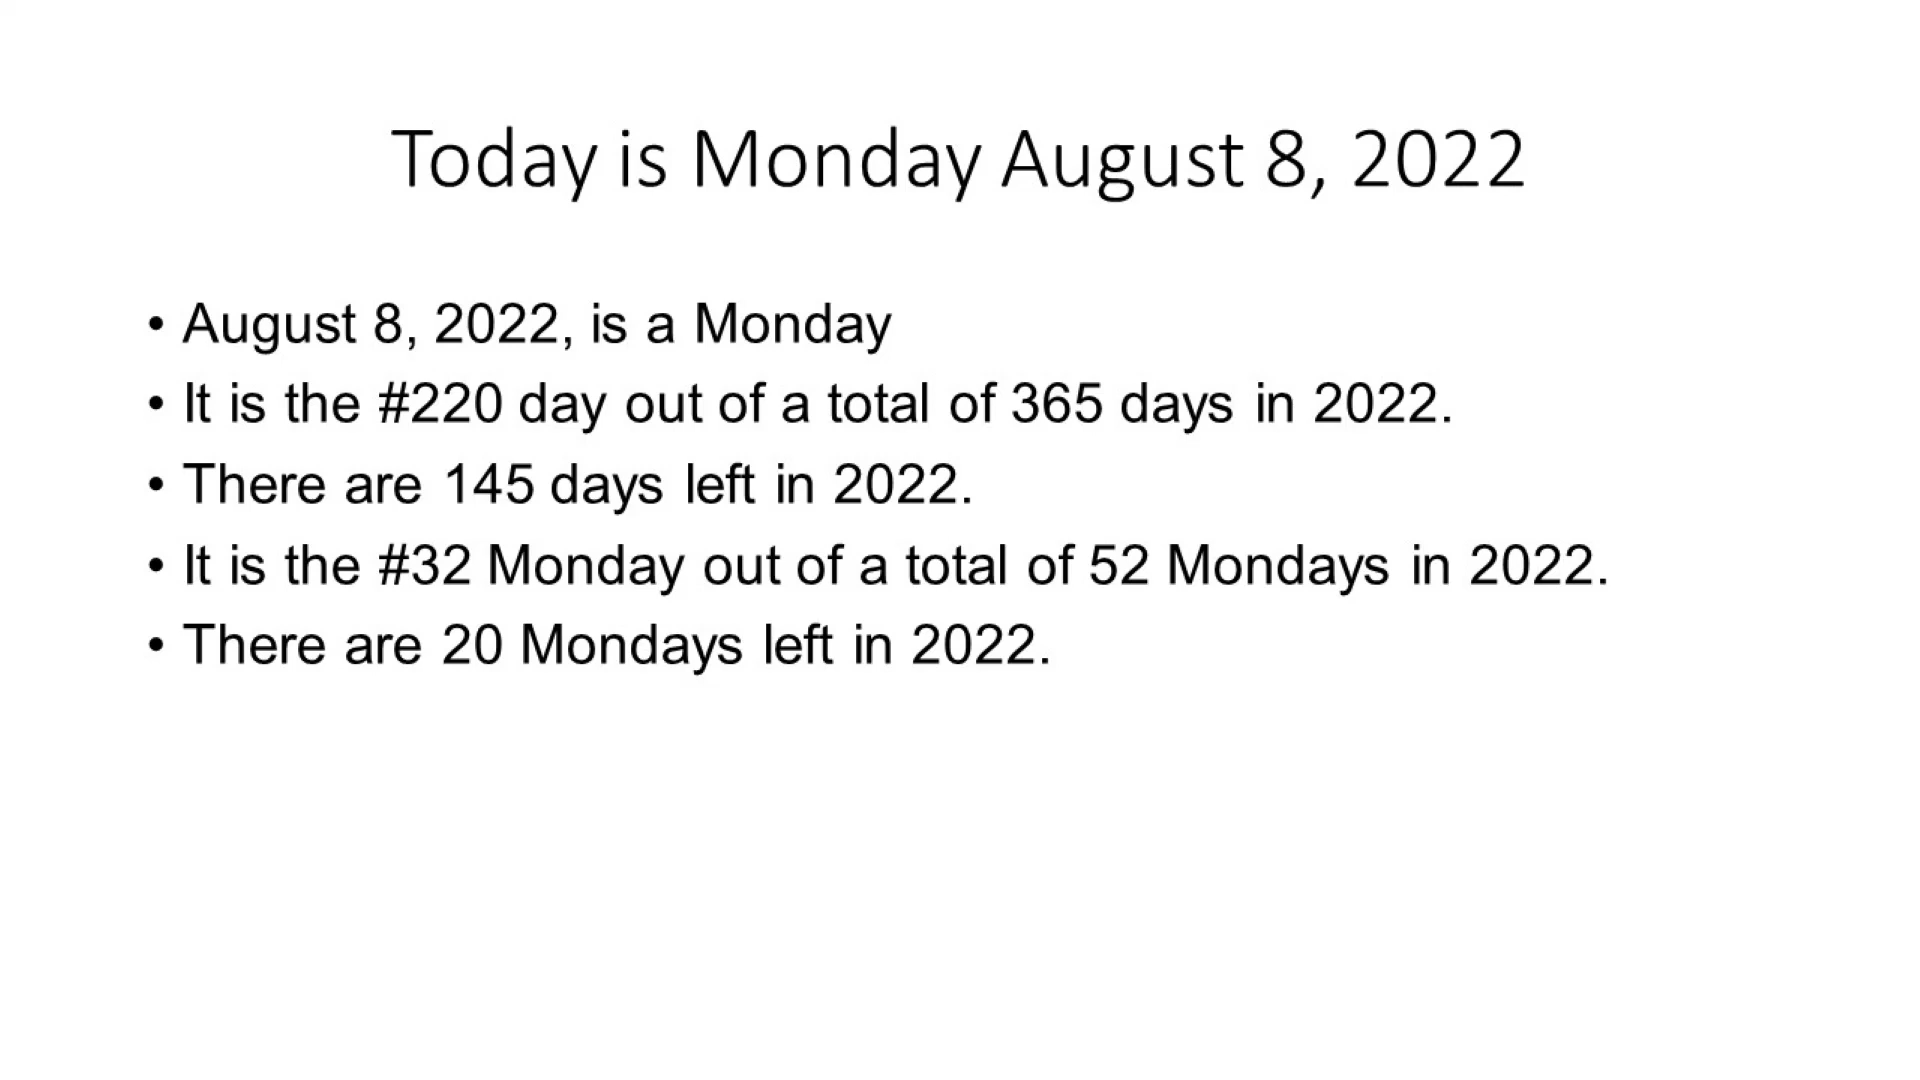 Today is Monday August 8, 2022
• August 8, 2022, is a Monday
• It is the #220 day out of a total of 365 days in 2022.
• There are 145 days left in 2022.
• It is the #32 Monday out of a total of 52 Mondays in 2022.
• There are 20 Mondays left in 2022.